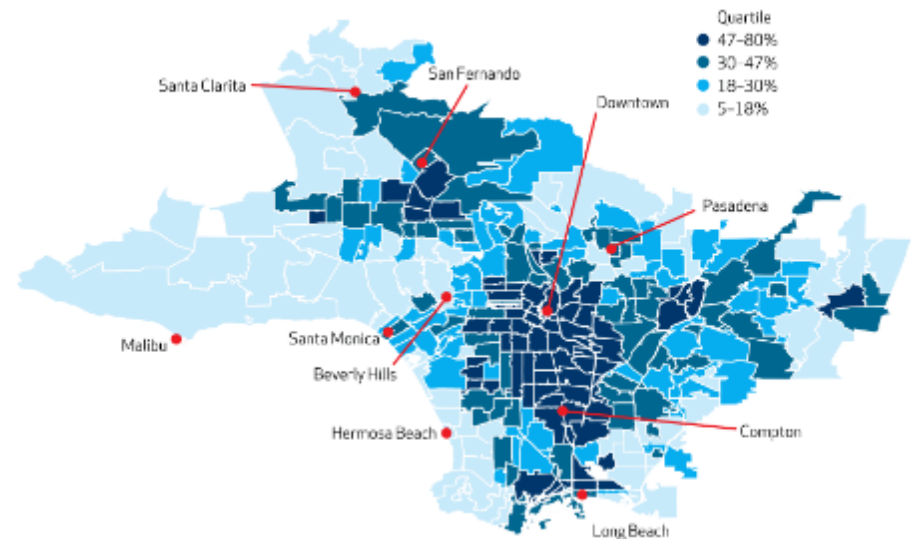 Quartile
47–80%
30–47%
18–30%
5–18%
San Fernando
Santa Clarita
Downtown
Pasadena
Malibu
Santa Monica
Beverly Hills
Hermosa Beach
Compton
Long Beach